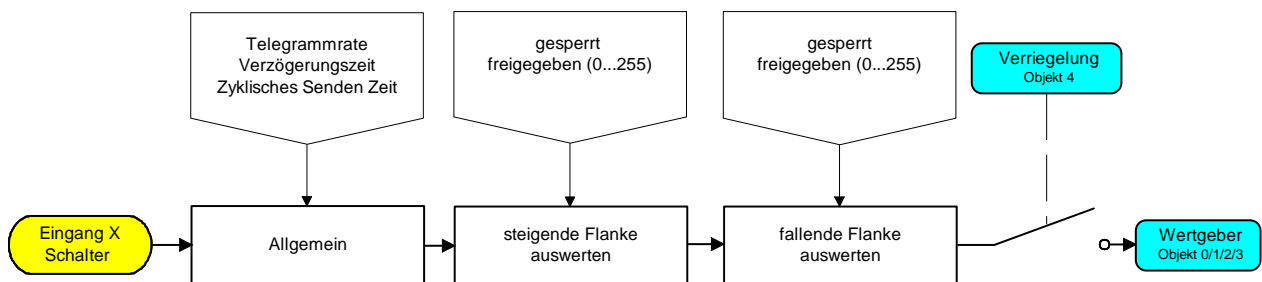 Telegrammrate
Verzögerungszeit
Zyklisches Senden Zeit
gesperrt
freigegeben (0...255)
gesperrt
freigegeben (0...255)
Verriegelung
Objekt 4
Eingang X
Schalter
Allgemein
steigende Flanke
auswerten
fallende Flanke
auswerten
Wertgeber
Objekt 0/1/2/3